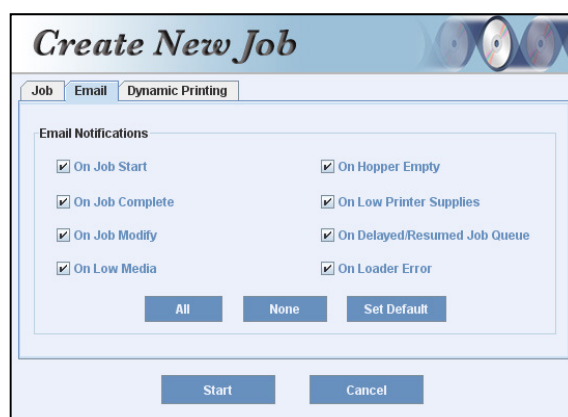 Create New Job
Job Email Dynamic Printing
Email Notifications
On Job Start On Hopper Empty
On Job Complete On Low Printer Supplies
On Job Modify On Delayed/Resumed Job Queue
On Low Media On Loader Error
All None Set Default
Start Cancel